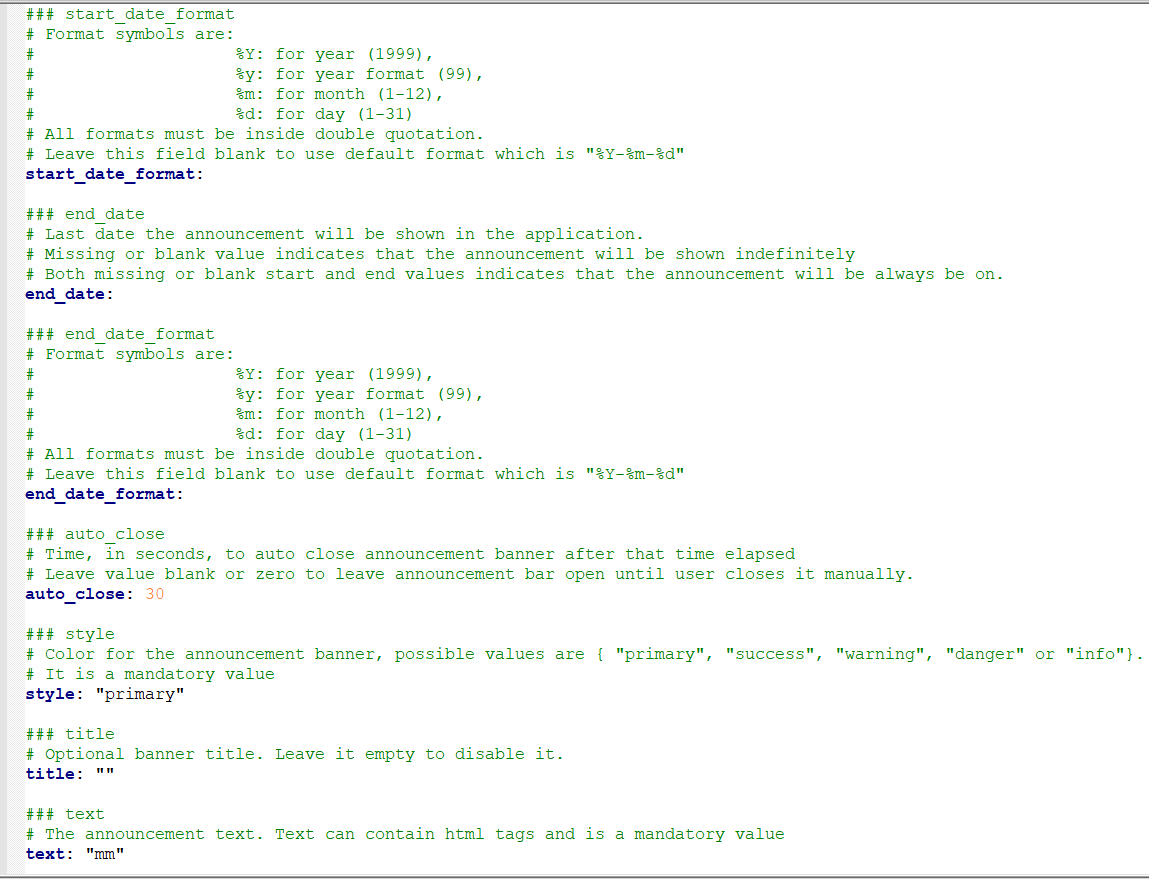 ### start_date_format
# Format symbols are:
# %Y: for year (1999),
# %y: for year format (99),
# %m: for month (1-12),
# %d: for day (1-31)
# All formats must be inside double quotation.
# Leave this field blank to use default format which is "%Y-%m-%d"
start_date_format:
### end_date
# Last date the announcement will be shown in the application.
# Missing or blank value indicates that the announcement will be shown indefinitely
# Both missing or blank start and end values indicates that the announcement will be always be on.
end_date:
### end_date_format
# Format symbols are:
# %Y: for year (1999),
# %y: for year format (99),
# %m: for month (1-12),
# %d: for day (1-31)
# All formats must be inside double quotation.
# Leave this field blank to use default format which is "%Y-%m-%d"
end_date_format:
### auto_close
# Time, in seconds, to auto close announcement banner after that time elapsed
# Leave value blank or zero to leave announcement bar open until user closes it manually.
auto_close: 30
### style
# Color for the announcement banner, possible values are { "primary", "success", "warning", "danger" or "info"}.
# It is a mandatory value
style: "primary"
### title
# Optional banner title. Leave it empty to disable it.
title: ""
### text
# The announcement text. Text can contain html tags and is a mandatory value
text: "mm"